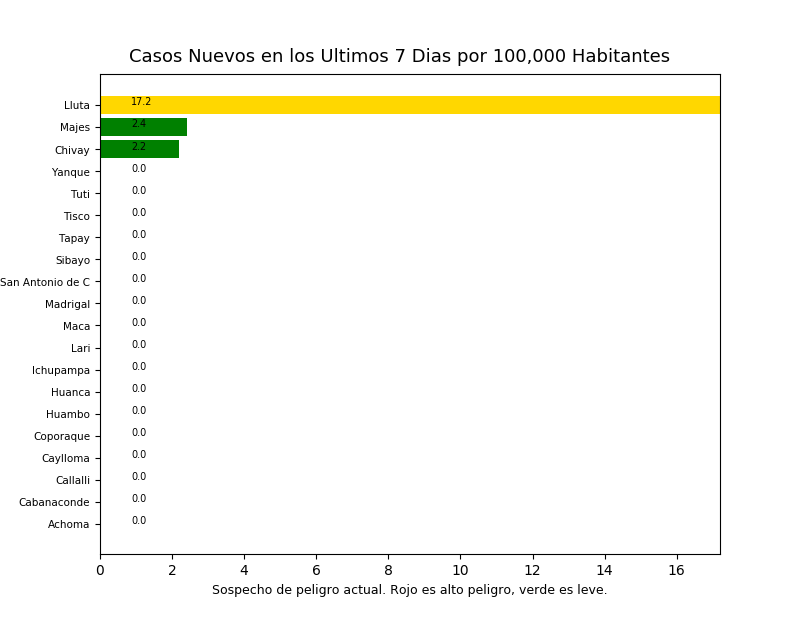 Casos Nuevos en los Ultimos 7 Dias por 100,000 Habitantes
Lluta 17.2
Majes 2.4
Chivay 2.2
Yanque 0.0
Tuti 0.0
Tisco 0.0
Tapay 0.0
Sibayo 0.0
San Antonio de C 0.0
Madrigal 0.0
Maca 0.0
Lari 0.0
Ichupampa 0.0
Huanca 0.0
Huambo 0.0
Coporaque 0.0
Caylloma 0.0
Callalli 0.0
Cabanaconde 0.0
Achoma 0.0
0 2 4 6 8 10 12 14 16
Sospecho de peligro actual. Rojo es alto peligro, verde es leve.